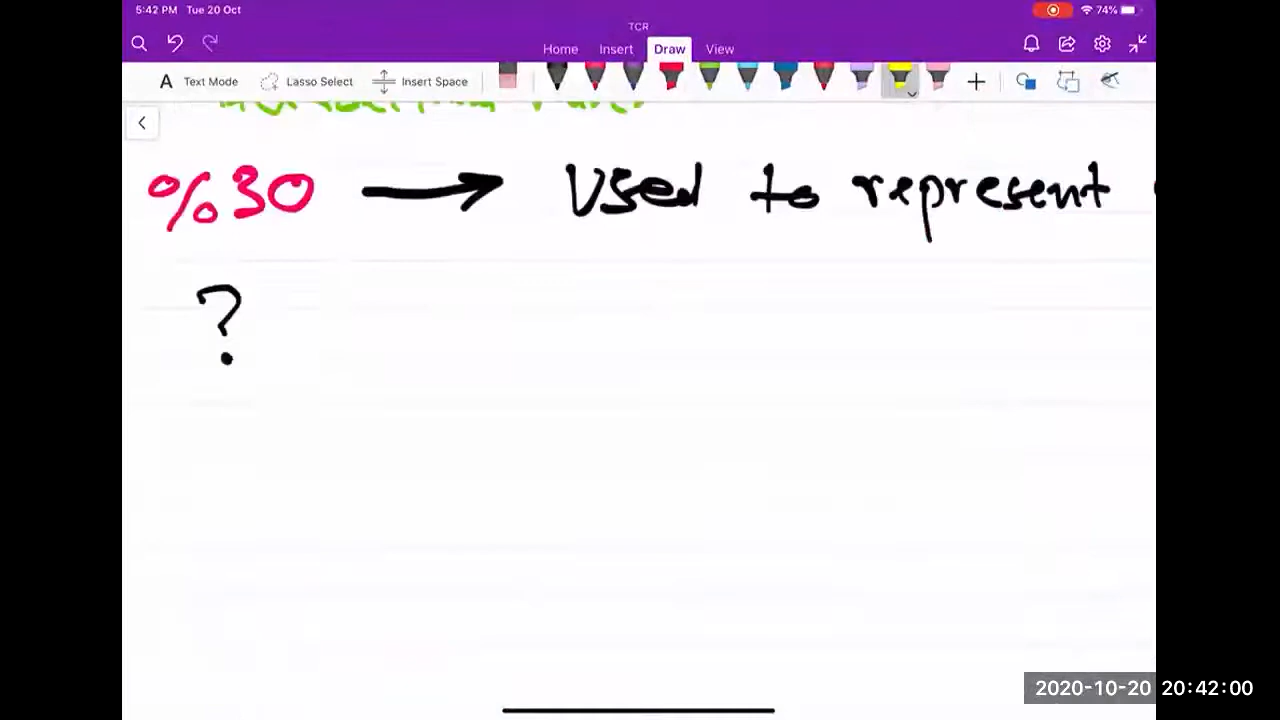 5:42 PM Tue 20 Oct
74%
TCR
Home Insert Draw View
A Text Mode Lasso Select Insert Space
%30 → Used to represent
?
2020-10-20 20:42:00